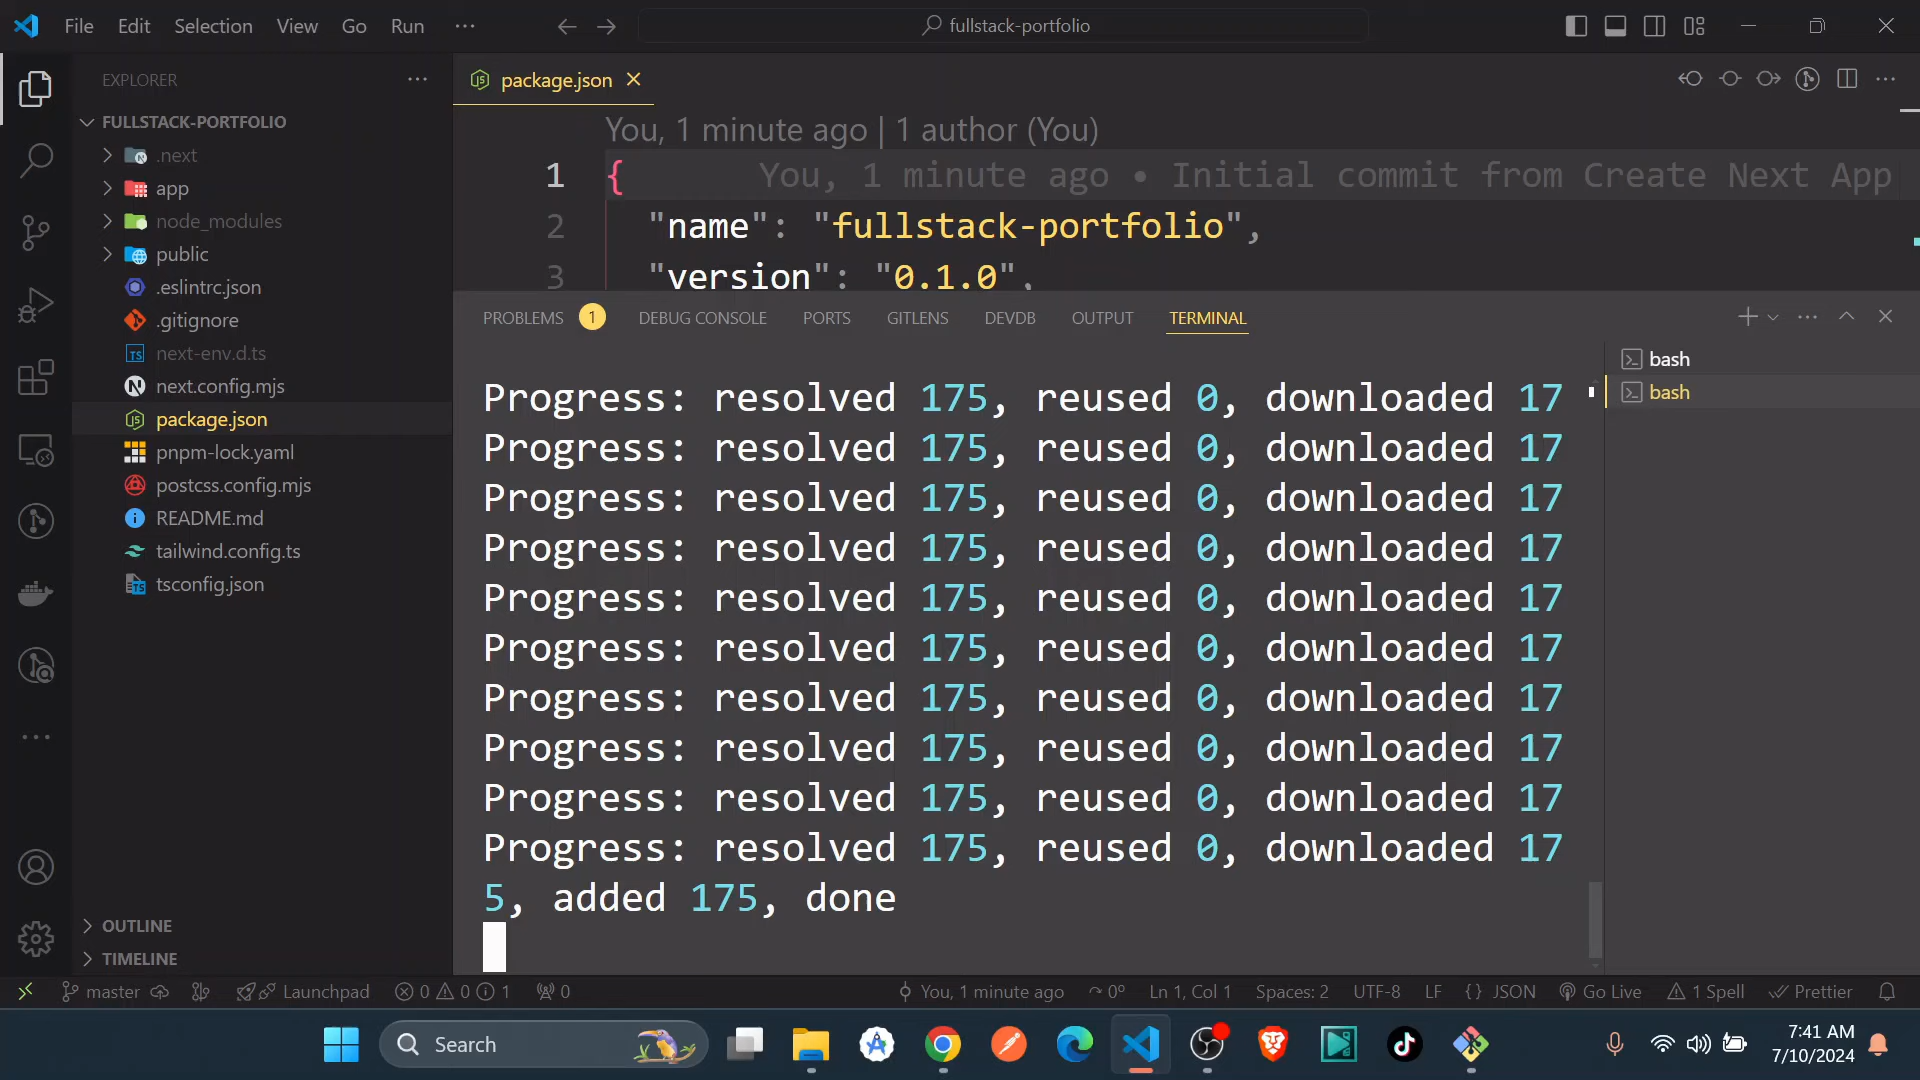 File Edit Selection View Go Run
fullstack-portfolio
EXPLORER
FULLSTACK-PORTFOLIO
.next
app
node_modules
public
.eslintrc.json
.gitignore
next-env.d.ts
next.config.mjs
package.json
pnpm-lock.yaml
postcss.config.mjs
README.md
tailwind.config.ts
tsconfig.json
OUTLINE
TIMELINE
package.json
You, 1 minute ago | 1 author (You)
1 { You, 1 minute ago • Initial commit from Create Next App
2 "name": "fullstack-portfolio",
3 "version": "0.1.0",
PROBLEMS 1 DEBUG CONSOLE PORTS GITLENS DEVDB OUTPUT TERMINAL
Progress: resolved 175, reused 0, downloaded 17
Progress: resolved 175, reused 0, downloaded 17
Progress: resolved 175, reused 0, downloaded 17
Progress: resolved 175, reused 0, downloaded 17
Progress: resolved 175, reused 0, downloaded 17
Progress: resolved 175, reused 0, downloaded 17
Progress: resolved 175, reused 0, downloaded 17
Progress: resolved 175, reused 0, downloaded 17
Progress: resolved 175, reused 0, downloaded 17
Progress: resolved 175, reused 0, downloaded 17
5, added 175, done
bash
bash
master Launchpad 0 0 1 0 You, 1 minute ago 0° Ln 1, Col 1 Spaces: 2 UTF-8 LF {} JSON Go Live 1 Spell Prettier
Search
7:41 AM
7/10/2024